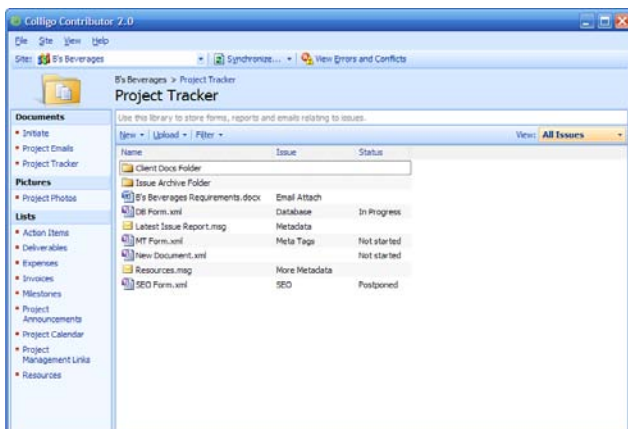 Colligo Contributor 2.0
File Site View Help
Site: B's Beverages Synchronize... View Errors and Conflicts
B's Beverages > Project Tracker
Project Tracker
Use this library to store forms, reports and emails relating to issues.
New Upload Filter View: All Issues
Documents
Initiate
Project Emails
Project Tracker
Pictures
Project Photos
Lists
Action Items
Deliverables
Expenses
Invoices
Milestones
Project
Announcements
Project Calendar
Project
Management Links
Resources
Name Issue Status
Client Docs Folder
Issue Archive Folder
B's Beverages Requirements.docx Email Attach
DB Form.xml Database In Progress
Latest Issue Report.msg Metadata
MT Form.xml Meta Tags Not started
New Document.xml Not started
Resources.msg More Metadata
SEO Form.xml SEO Postponed